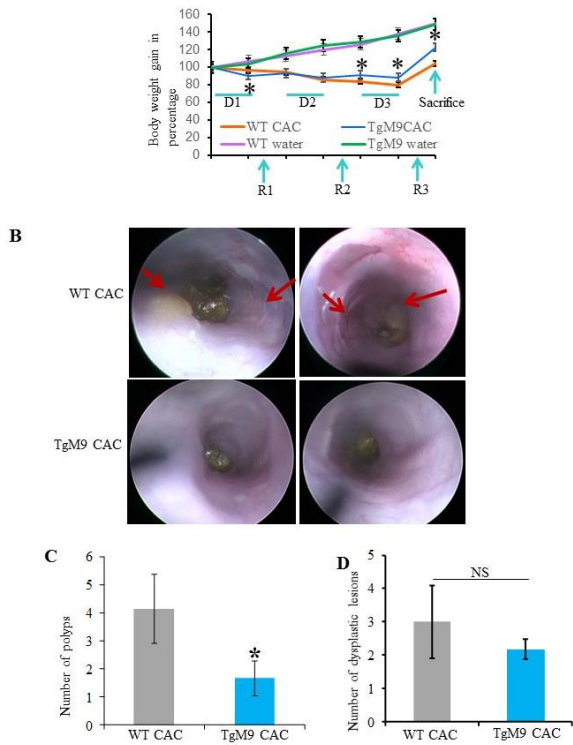 Body weight gain in
percentage
160
140
120
100
80
60
40
20
0
*
*
*
*
D1
D2
D3
Sacrifice
WT CAC
TgM9CAC
WT water
TgM9 water
R1
R2
R3
B
WT CAC
TgM9 CAC
C
Number of polyps
6
5
4
3
2
1
0
*
WT CAC
TgM9 CAC
D
Number of dysplastic lesions
5
4
3
2
1
0
NS
WT CAC
TgM9 CAC